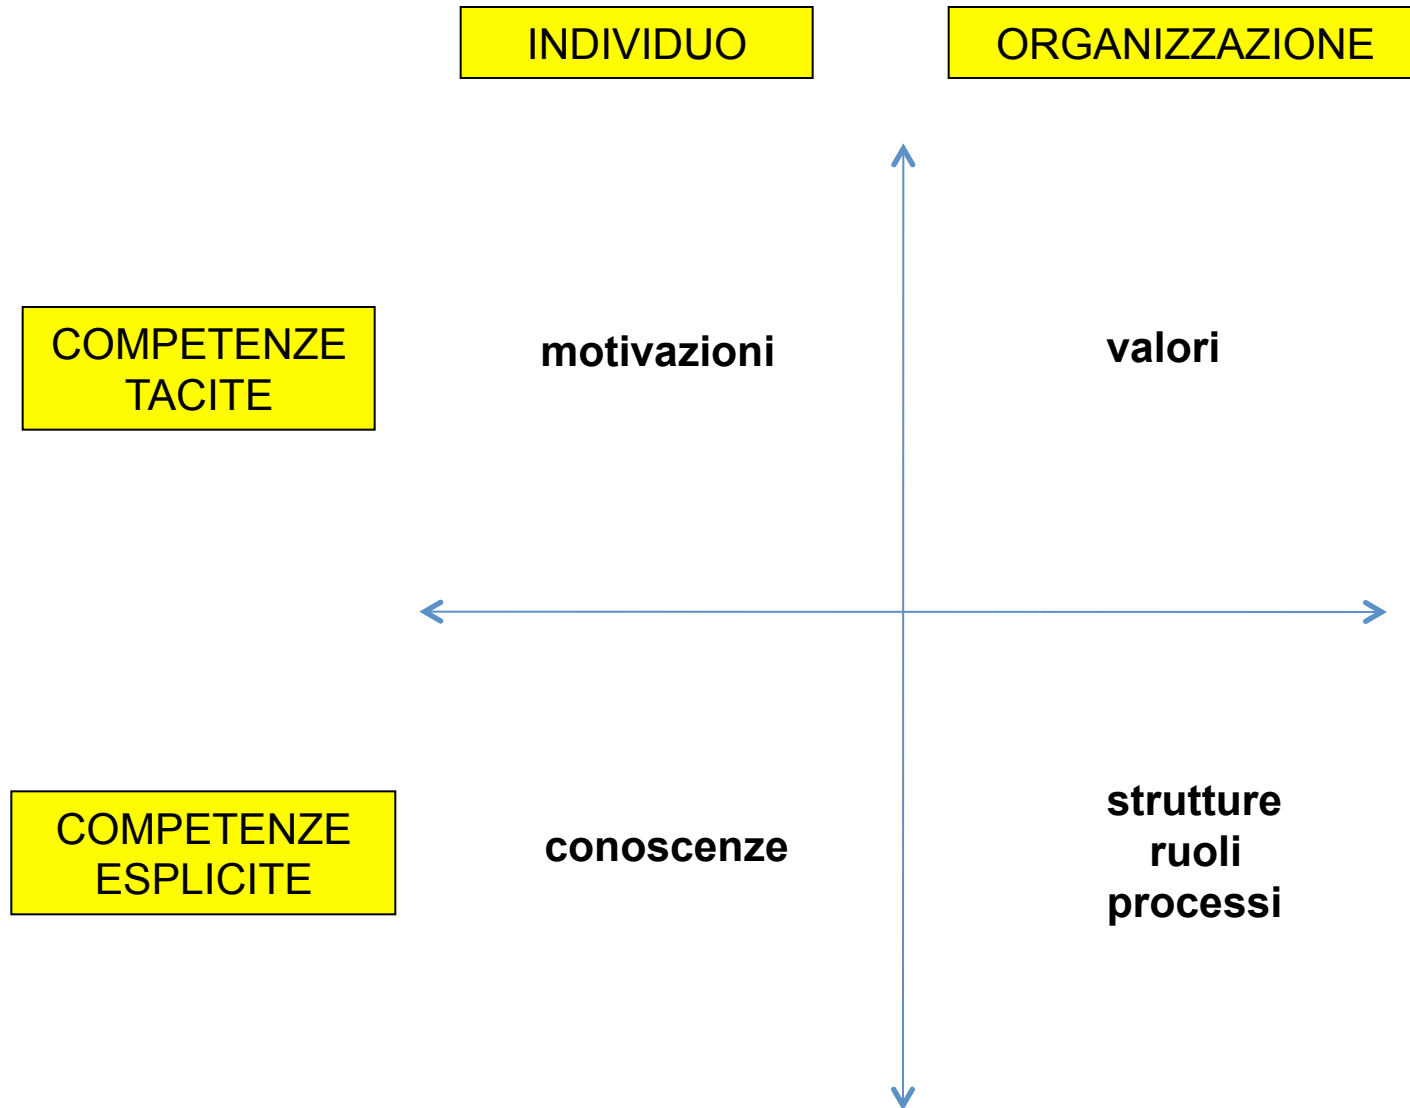 INDIVIDUO
ORGANIZZAZIONE
COMPETENZE
TACITE
motivazioni
valori
COMPETENZE
ESPLICITE
conoscenze
strutture
ruoli
processi